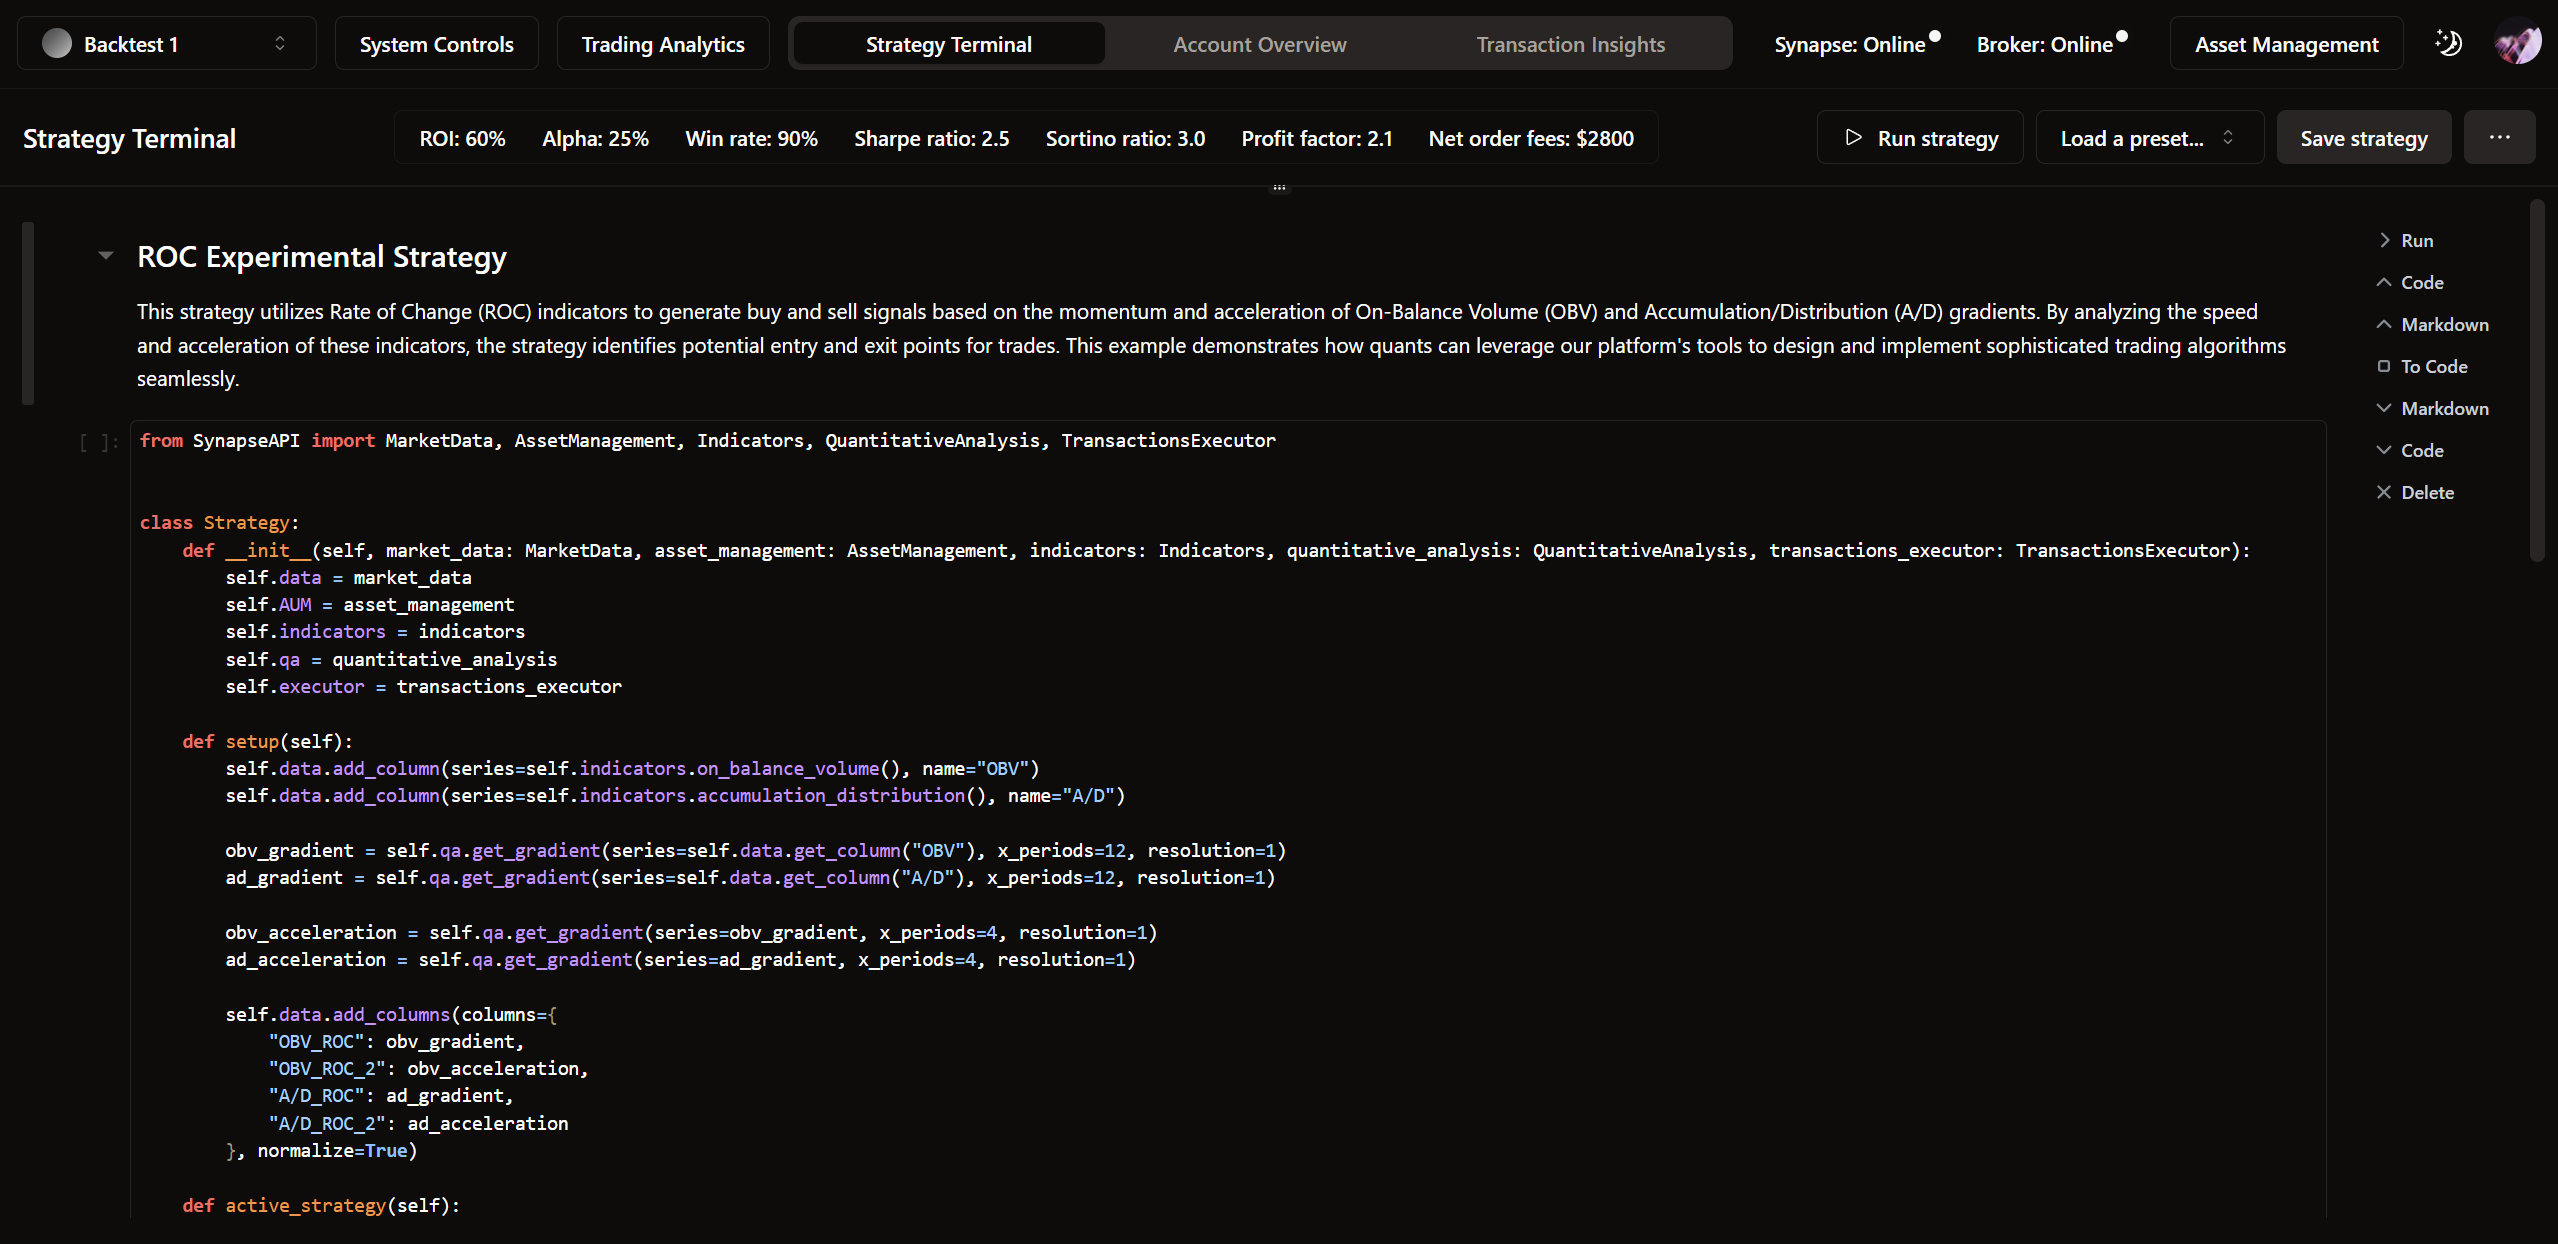 Backtest 1
System Controls
Trading Analytics
Strategy Terminal
Account Overview
Transaction Insights
Synapse: Online
Broker: Online
Asset Management
Strategy Terminal
ROI: 60% Alpha: 25% Win rate: 90% Sharpe ratio: 2.5 Sortino ratio: 3.0 Profit factor: 2.1 Net order fees: $2800
Run strategy
Load a preset...
Save strategy
...
ROC Experimental Strategy
This strategy utilizes Rate of Change (ROC) indicators to generate buy and sell signals based on the momentum and acceleration of On-Balance Volume (OBV) and Accumulation/Distribution (A/D) gradients. By analyzing the speed
and acceleration of these indicators, the strategy identifies potential entry and exit points for trades. This example demonstrates how quants can leverage our platform's tools to design and implement sophisticated trading algorithms
seamlessly.
Run
Code
Markdown
To Code
Markdown
Code
Delete
[ ]:
from SynapseAPI import MarketData, AssetManagement, Indicators, QuantitativeAnalysis, TransactionsExecutor
class Strategy:
    def __init__(self, market_data: MarketData, asset_management: AssetManagement, indicators: Indicators, quantitative_analysis: QuantitativeAnalysis, transactions_executor: TransactionsExecutor):
        self.data = market_data
        self.AUM = asset_management
        self.indicators = indicators
        self.qa = quantitative_analysis
        self.executor = transactions_executor
    def setup(self):
        self.data.add_column(series=self.indicators.on_balance_volume(), name="OBV")
        self.data.add_column(series=self.indicators.accumulation_distribution(), name="A/D")
        obv_gradient = self.qa.get_gradient(series=self.data.get_column("OBV"), x_periods=12, resolution=1)
        ad_gradient = self.qa.get_gradient(series=self.data.get_column("A/D"), x_periods=12, resolution=1)
        obv_acceleration = self.qa.get_gradient(series=obv_gradient, x_periods=4, resolution=1)
        ad_acceleration = self.qa.get_gradient(series=ad_gradient, x_periods=4, resolution=1)
        self.data.add_columns(columns={
            "OBV_ROC": obv_gradient,
            "OBV_ROC_2": obv_acceleration,
            "A/D_ROC": ad_gradient,
            "A/D_ROC_2": ad_acceleration
        }, normalize=True)
    def active_strategy(self):